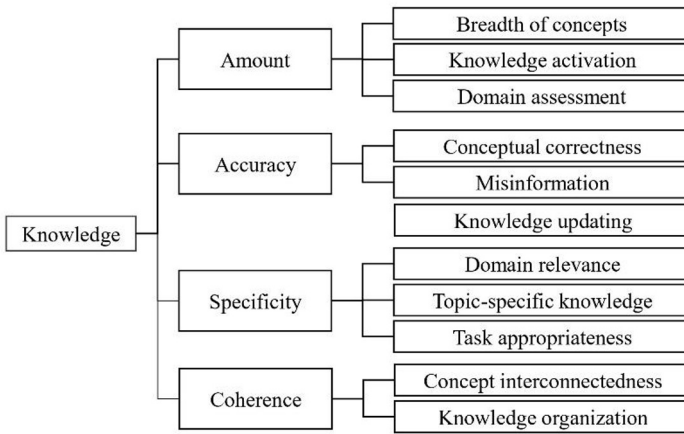 Knowledge
Amount
Breadth of concepts
Knowledge activation
Domain assessment
Accuracy
Conceptual correctness
Misinformation
Knowledge updating
Specificity
Domain relevance
Topic-specific knowledge
Task appropriateness
Coherence
Concept interconnectedness
Knowledge organization